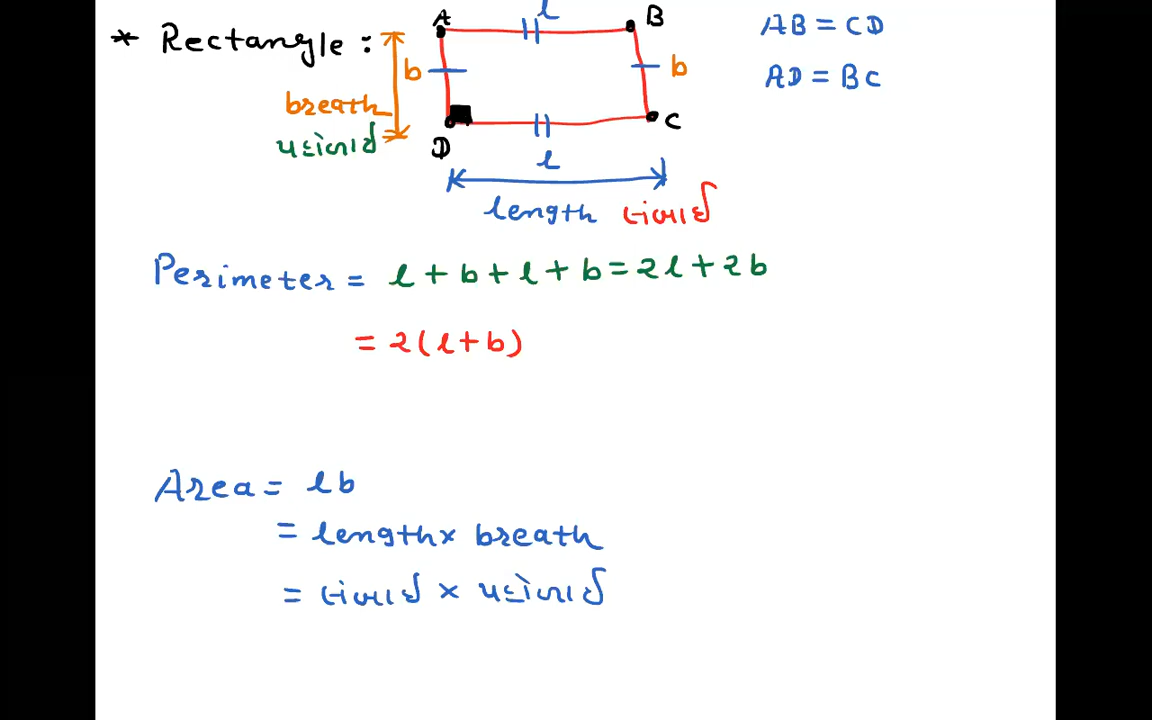 * Rectangle :
A
l
B
b
b
breath
પહોળાઈ
D
C
l
length લંબાઈ
AB = CD
AD = BC
Perimeter = l + b + l + b = 2l + 2b
= 2(l + b)
Area = lb
= length × breath
= લંબાઈ × પહોળાઈ